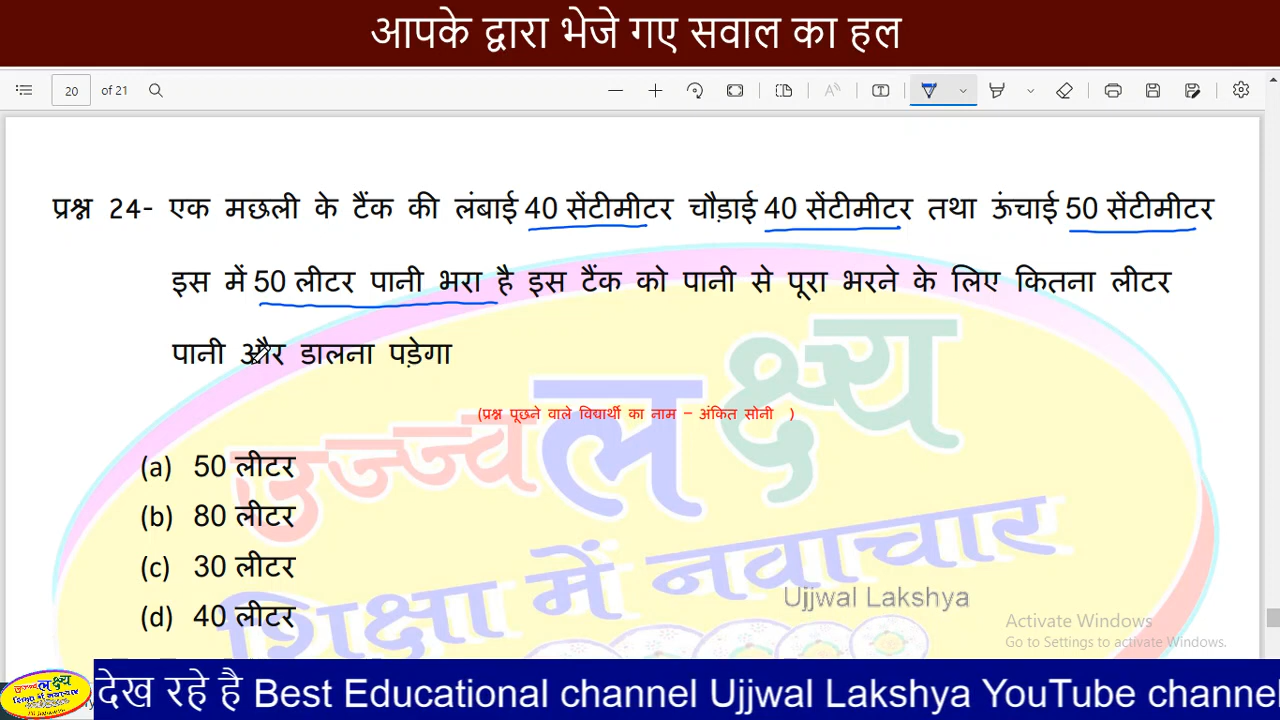 आपके द्वारा भेजे गए सवाल का हल
20 of 21
प्रश्न 24- एक मछली के टैंक की लंबाई 40 सेंटीमीटर चौड़ाई 40 सेंटीमीटर तथा ऊंचाई 50 सेंटीमीटर
इस में 50 लीटर पानी भरा है इस टैंक को पानी से पूरा भरने के लिए कितना लीटर
पानी और डालना पड़ेगा
(प्रश्न पूछने वाले विद्यार्थी का नाम – अंकित सोनी )
उज्ज्वल लक्ष्य
(a) 50 लीटर
(b) 80 लीटर
(c) 30 लीटर
(d) 40 लीटर
शिक्षा में नवाचार
Ujjwal Lakshya
Activate Windows
Go to Settings to activate Windows.
देख रहे है Best Educational channel Ujjwal Lakshya YouTube channel